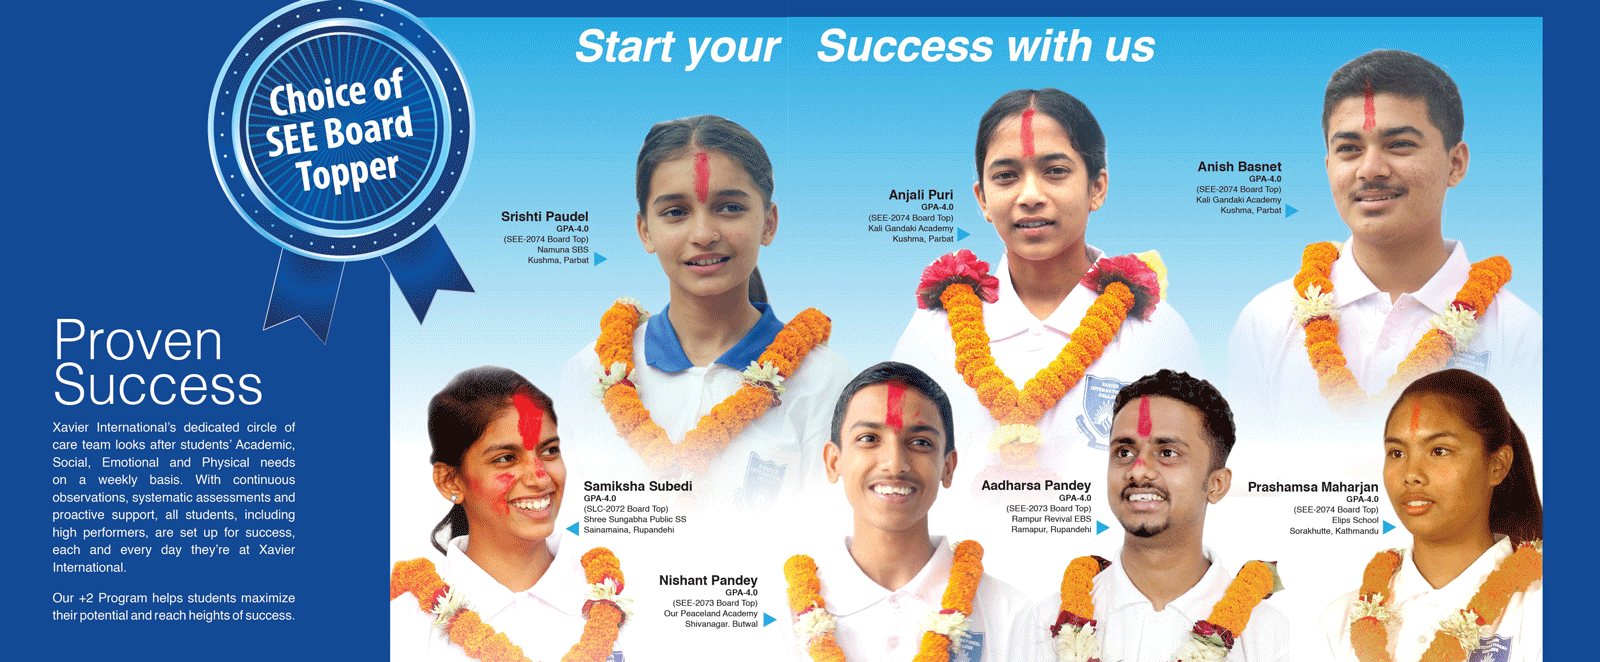 Start your Success with us
Choice of
SEE Board
Topper
Proven
Success
Xavier International's dedicated circle of
care team looks after students' Academic,
Social, Emotional and Physical needs
on a weekly basis. With continuous
observations, systematic assessments and
proactive support, all students, including
high performers, are set up for success,
each and every day they're at Xavier
International.
Our +2 Program helps students maximize
their potential and reach heights of success.
Srishti Paudel
GPA-4.0
(SEE-2074 Board Top)
Namuna SBS
Kushma, Parbat
Anjali Puri
GPA-4.0
(SEE-2074 Board Top)
Kali Gandaki Academy
Kushma, Parbat
Anish Basnet
GPA-4.0
(SEE-2074 Board Top)
Kali Gandaki Academy
Kushma, Parbat
Samiksha Subedi
GPA-4.0
(SLC-2072 Board Top)
Shree Sungabha Public SS
Sainamaina, Rupandehi
Nishant Pandey
GPA-4.0
(SEE-2073 Board Top)
Our Peaceland Academy
Shivanagar. Butwal
Aadharsa Pandey
GPA-4.0
(SEE-2073 Board Top)
Rampur Revival EBS
Ramapur, Rupandehi
Prashamsa Maharjan
GPA-4.0
(SEE-2074 Board Top)
Elips School
Sorakhutte, Kathmandu